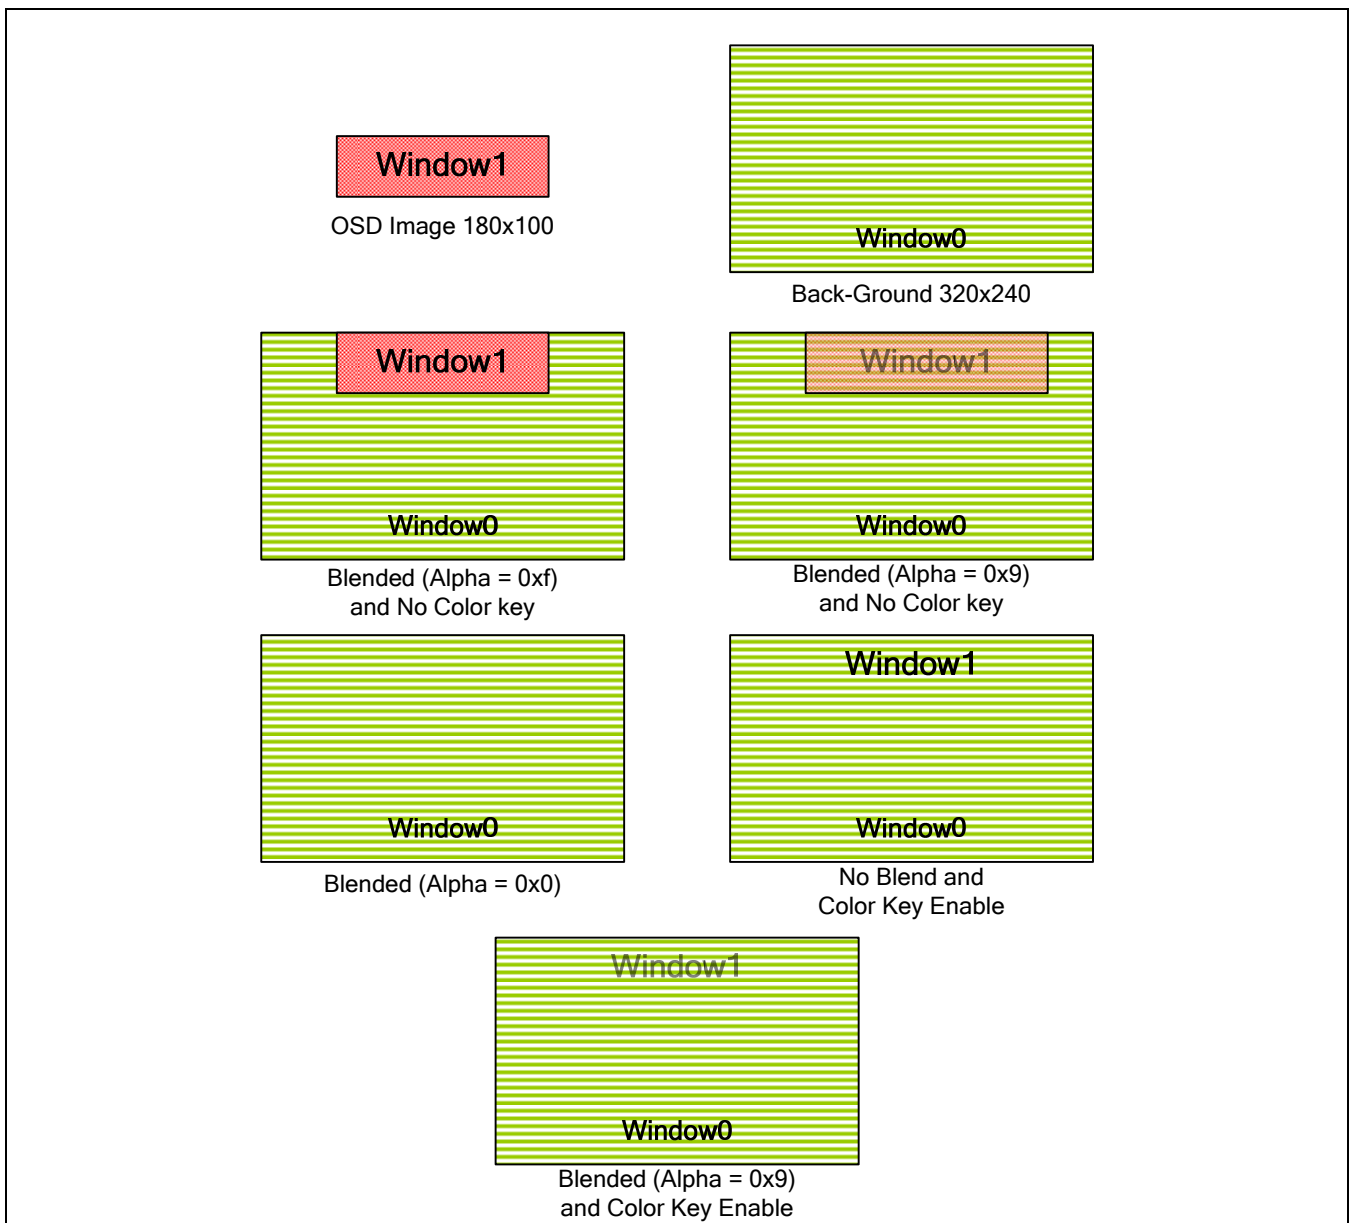 Window1
OSD Image 180x100
Window0
Back-Ground 320x240
Window1
Window0
Blended (Alpha = 0xf)
and No Color key
Window1
Window0
Blended (Alpha = 0x9)
and No Color key
Window0
Blended (Alpha = 0x0)
Window1
Window0
No Blend and
Color Key Enable
Window1
Window0
Blended (Alpha = 0x9)
and Color Key Enable